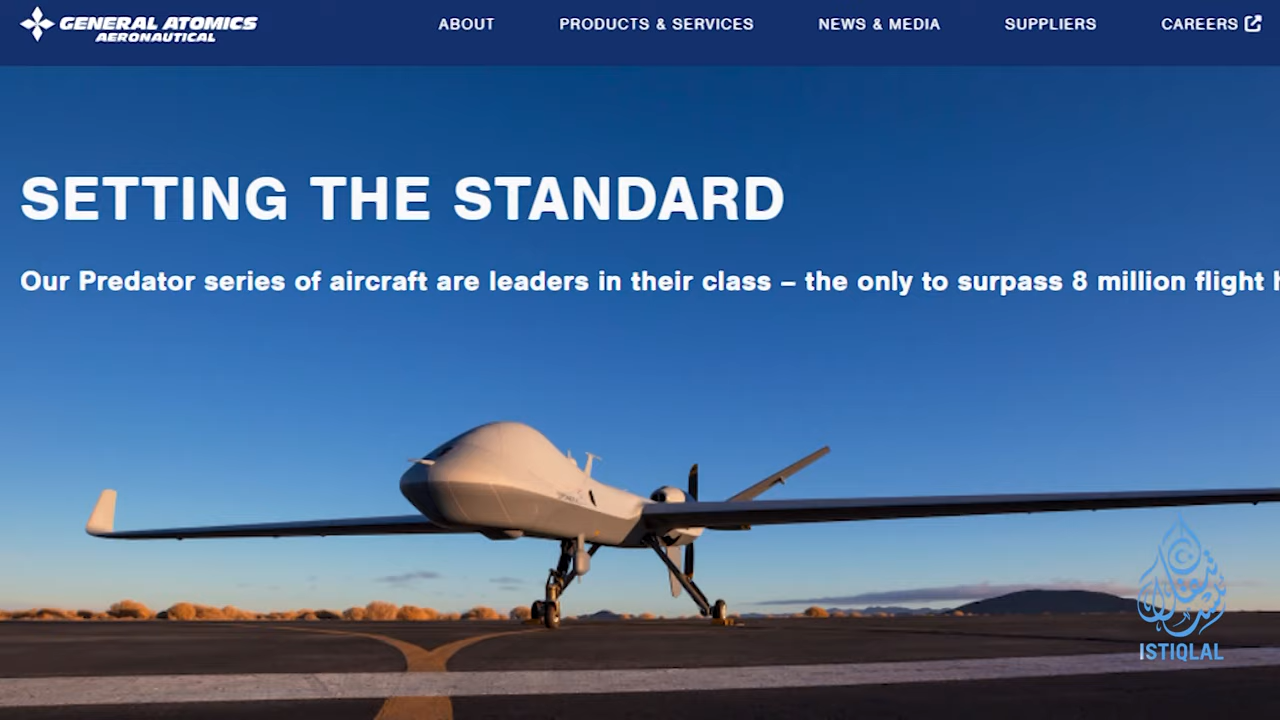 GENERAL ATOMICS
AERONAUTICAL
ABOUT
PRODUCTS & SERVICES
NEWS & MEDIA
SUPPLIERS
CAREERS
SETTING THE STANDARD
Our Predator series of aircraft are leaders in their class – the only to surpass 8 million flight
ISTIQLAL